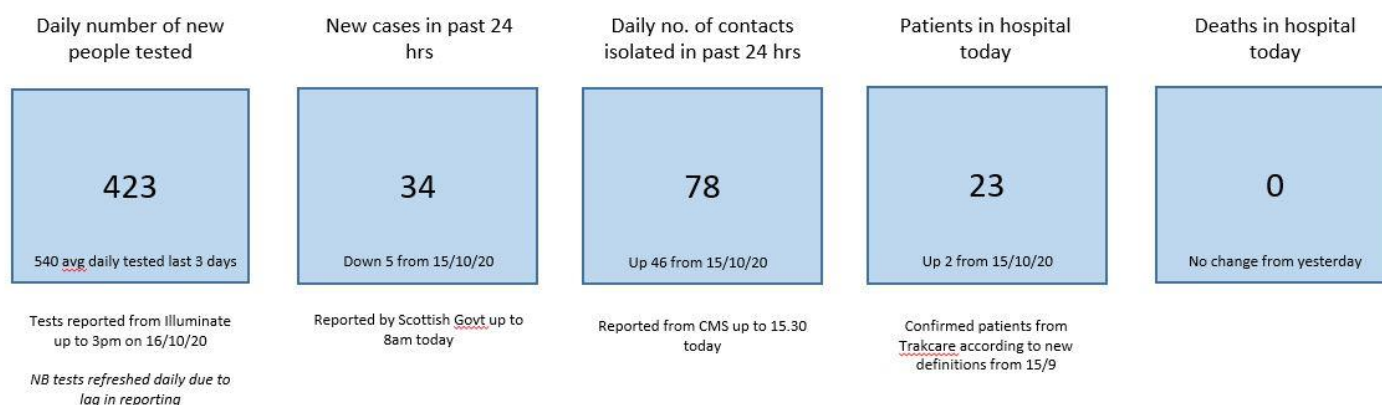 Daily number of new
people tested
423
540 avg daily tested last 3 days
Tests reported from Illuminate
up to 3pm on 16/10/20
NB tests refreshed daily due to
lag in reporting
New cases in past 24
hrs
34
Down 5 from 15/10/20
Reported by Scottish Govt up to
8am today
Daily no. of contacts
isolated in past 24 hrs
78
Up 46 from 15/10/20
Reported from CMS up to 15.30
today
Patients in hospital
today
23
Up 2 from 15/10/20
Confirmed patients from
Trakcare according to new
definitions from 15/9
Deaths in hospital
today
0
No change from yesterday